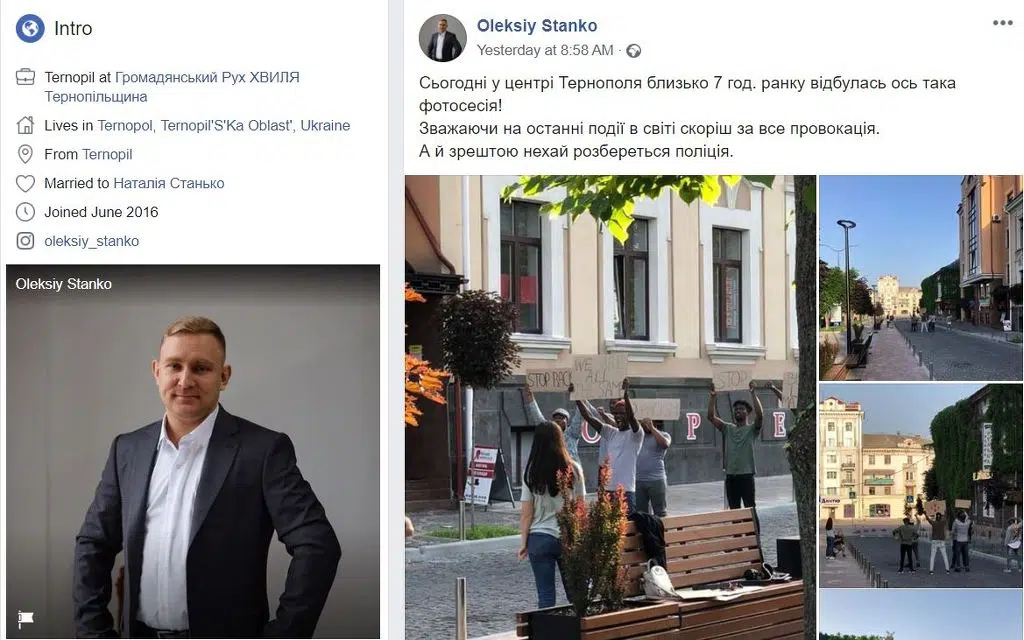 Intro
Ternopil at Громадянський Рух ХВИЛЯ
Тернопільщина
Lives in Ternopol, Ternopil'S'Ka Oblast', Ukraine
From Ternopil
Married to Наталія Станько
Joined June 2016
oleksiy_stanko
Oleksiy Stanko
Oleksiy Stanko
Yesterday at 8:58 AM
Сьогодні у центрі Тернополя близько 7 год. ранку відбулась ось така
фотосесія!
Зважаючи на останні події в світі скоріш за все провокація.
А й зрештою нехай розбереться поліція.
STOP
WE
ALL
STOP
О Р Е